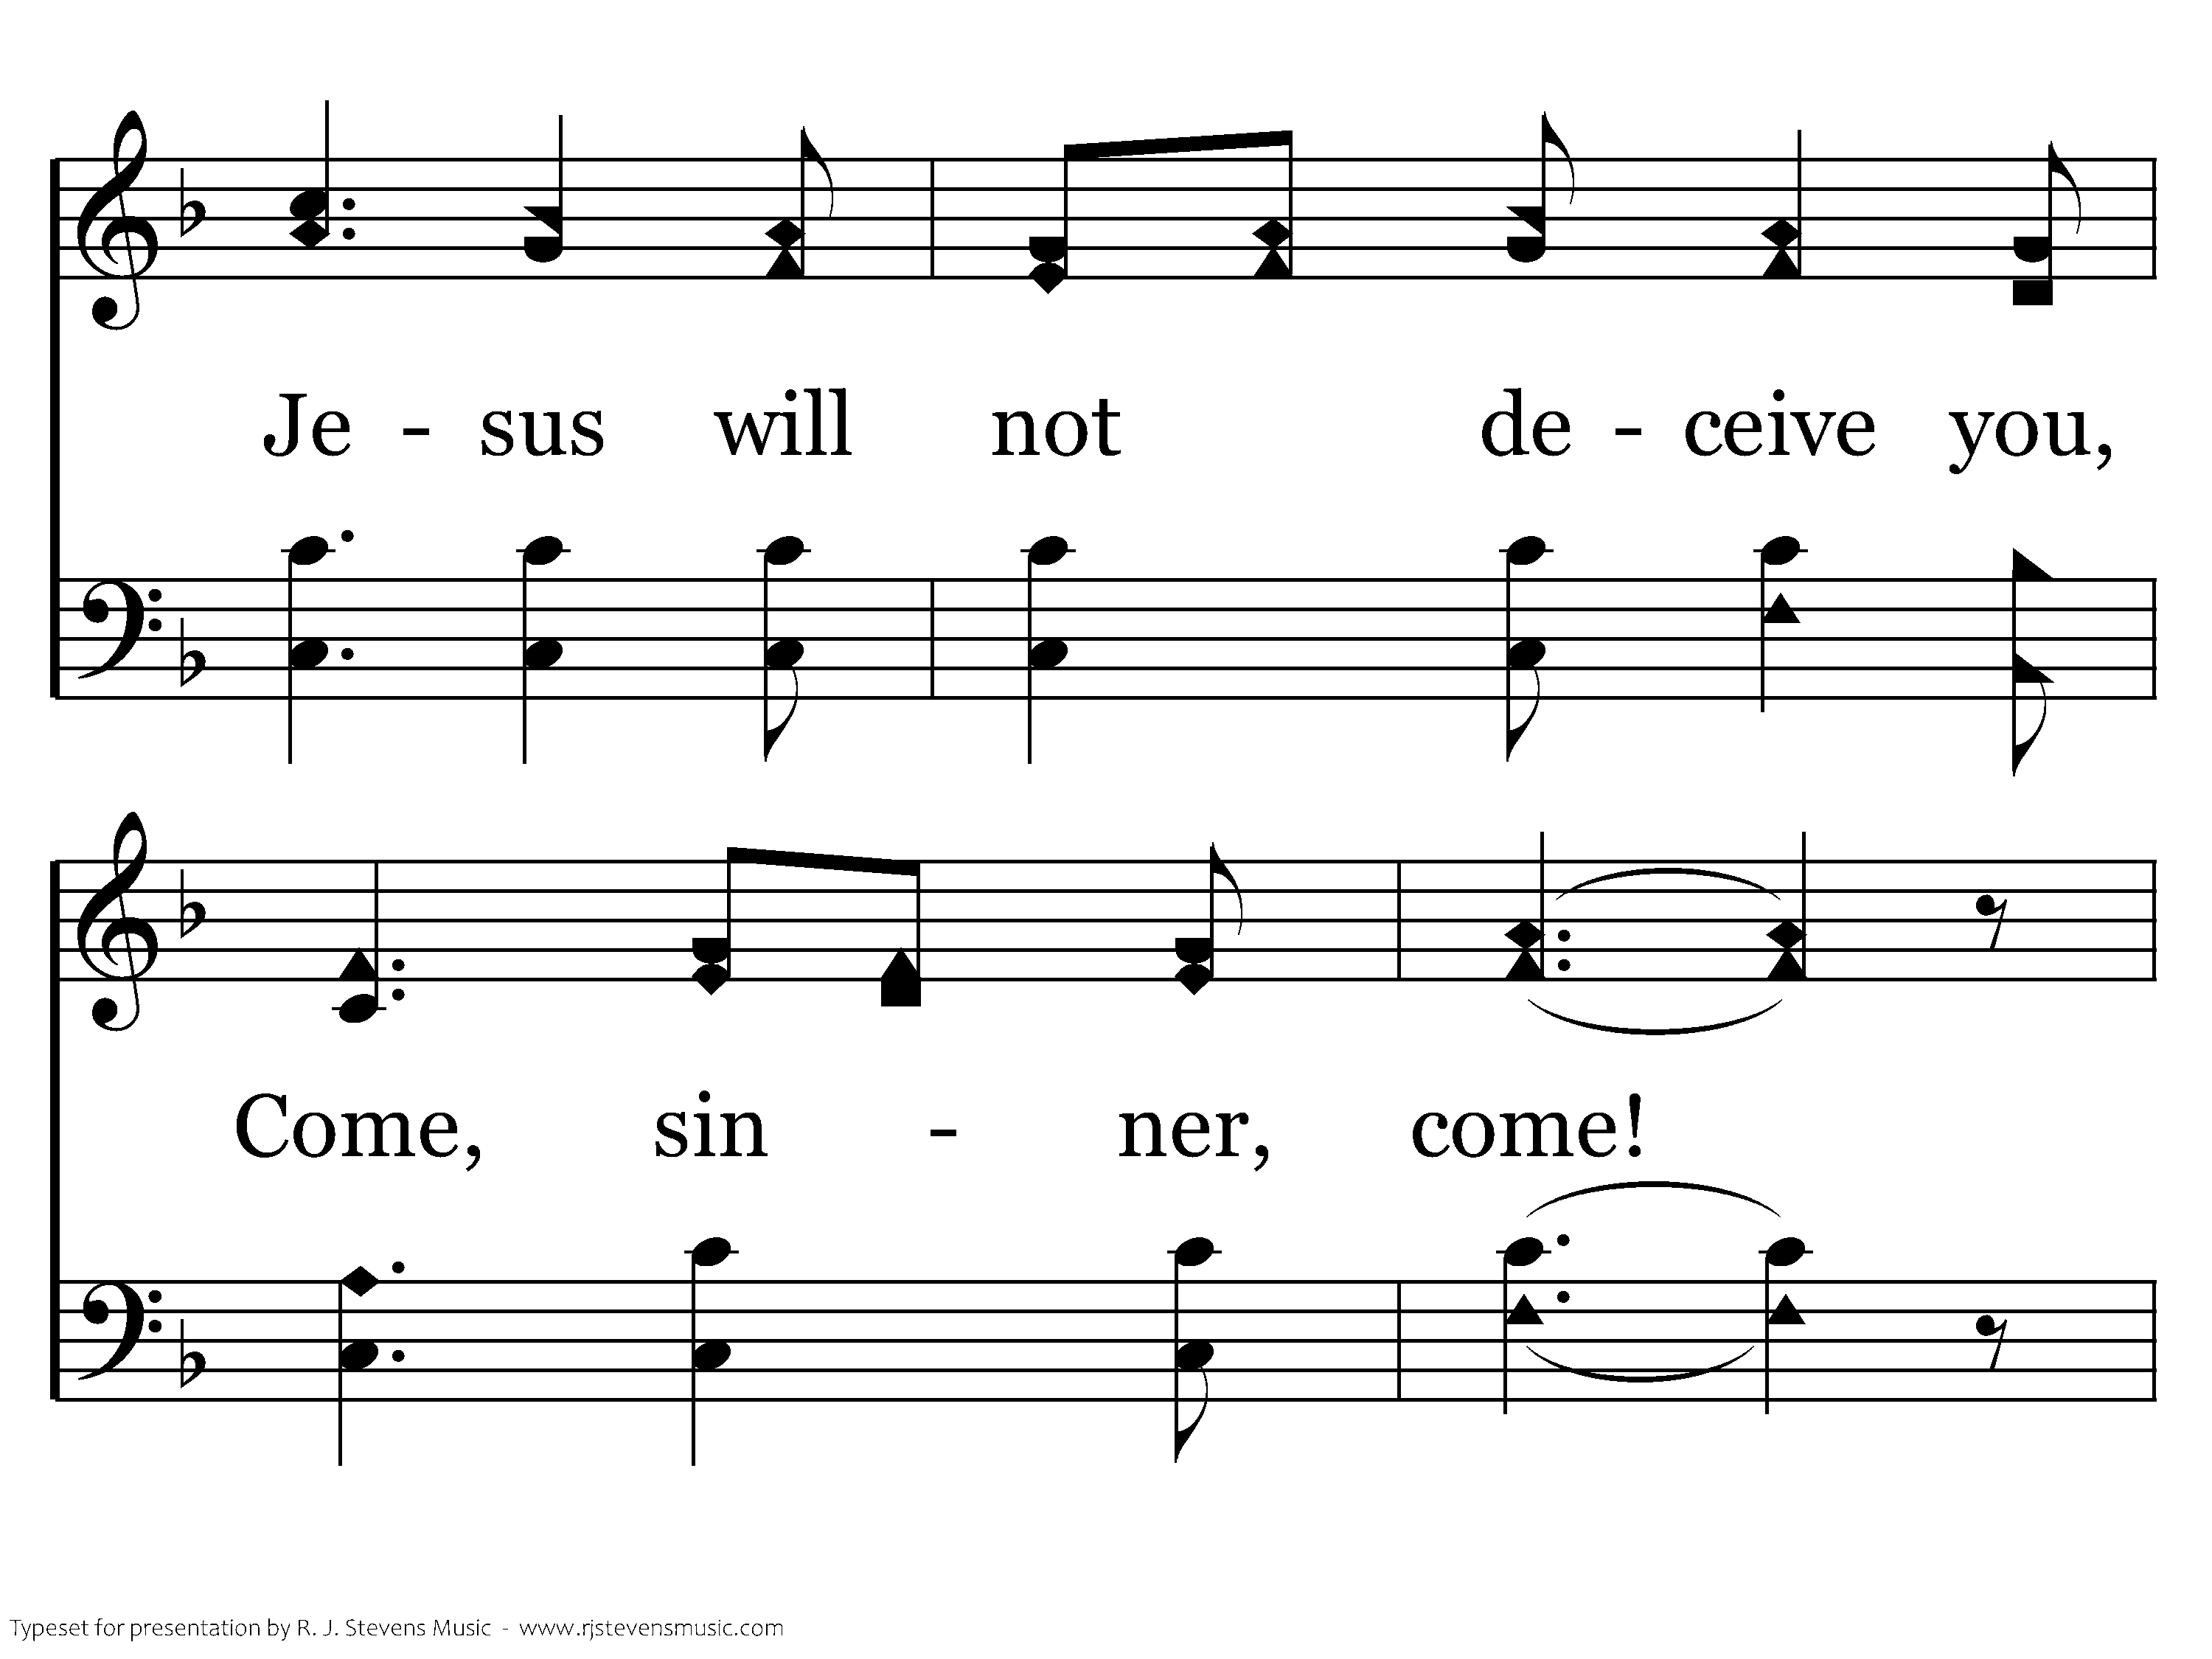 Je - sus will not de - ceive you,
Come, sin - ner, come!
Typeset for presentation by R. J. Stevens Music - www.rjstevensmusic.com